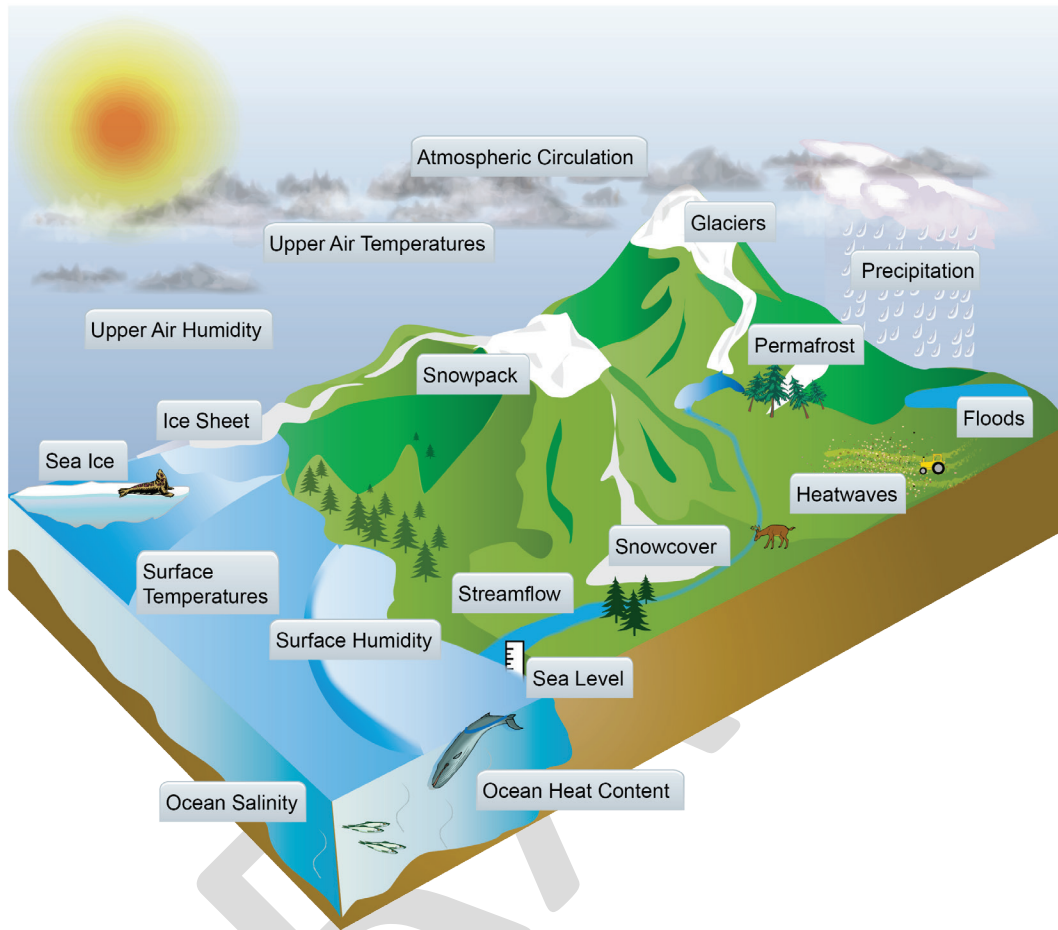 Atmospheric Circulation
Glaciers
Upper Air Temperatures
Precipitation
Upper Air Humidity
Permafrost
Snowpack
Ice Sheet
Floods
Sea Ice
Heatwaves
Snowcover
Surface
Temperatures
Streamflow
Surface Humidity
Sea Level
Ocean Heat Content
Ocean Salinity